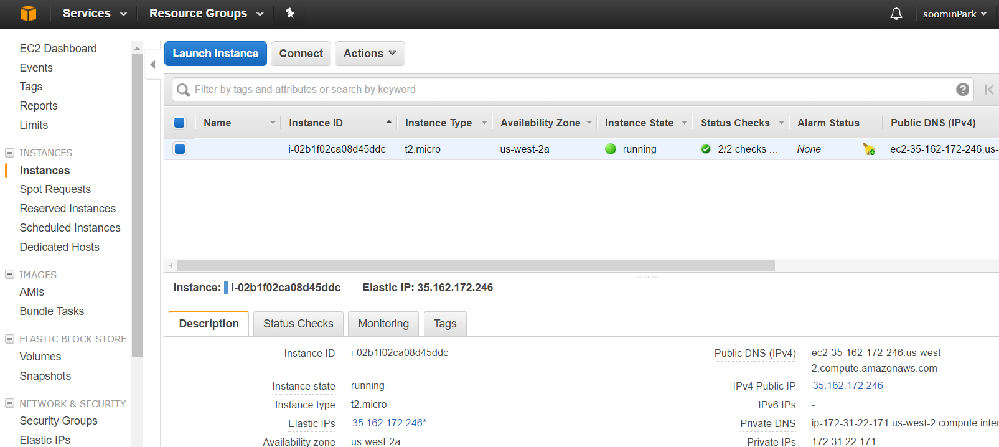 Services Resource Groups soominPark
EC2 Dashboard
Events
Tags
Reports
Limits
INSTANCES
Instances
Spot Requests
Reserved Instances
Scheduled Instances
Dedicated Hosts
IMAGES
AMIs
Bundle Tasks
ELASTIC BLOCK STORE
Volumes
Snapshots
NETWORK & SECURITY
Security Groups
Elastic IPs
Launch Instance Connect Actions
Filter by tags and attributes or search by keyword
Name Instance ID Instance Type Availability Zone Instance State Status Checks Alarm Status Public DNS (IPv4)
i-02b1f02ca08d45ddc t2.micro us-west-2a running 2/2 checks ... None ec2-35-162-172-246.us-
Instance: i-02b1f02ca08d45ddc Elastic IP: 35.162.172.246
Description Status Checks Monitoring Tags
Instance ID i-02b1f02ca08d45ddc
Instance state running
Instance type t2.micro
Elastic IPs 35.162.172.246*
Availability zone us-west-2a
Public DNS (IPv4) ec2-35-162-172-246.us-west-
2.compute.amazonaws.com
IPv4 Public IP 35.162.172.246
IPv6 IPs -
Private DNS ip-172-31-22-171.us-west-2.compute.inter
Private IPs 172.31.22.171